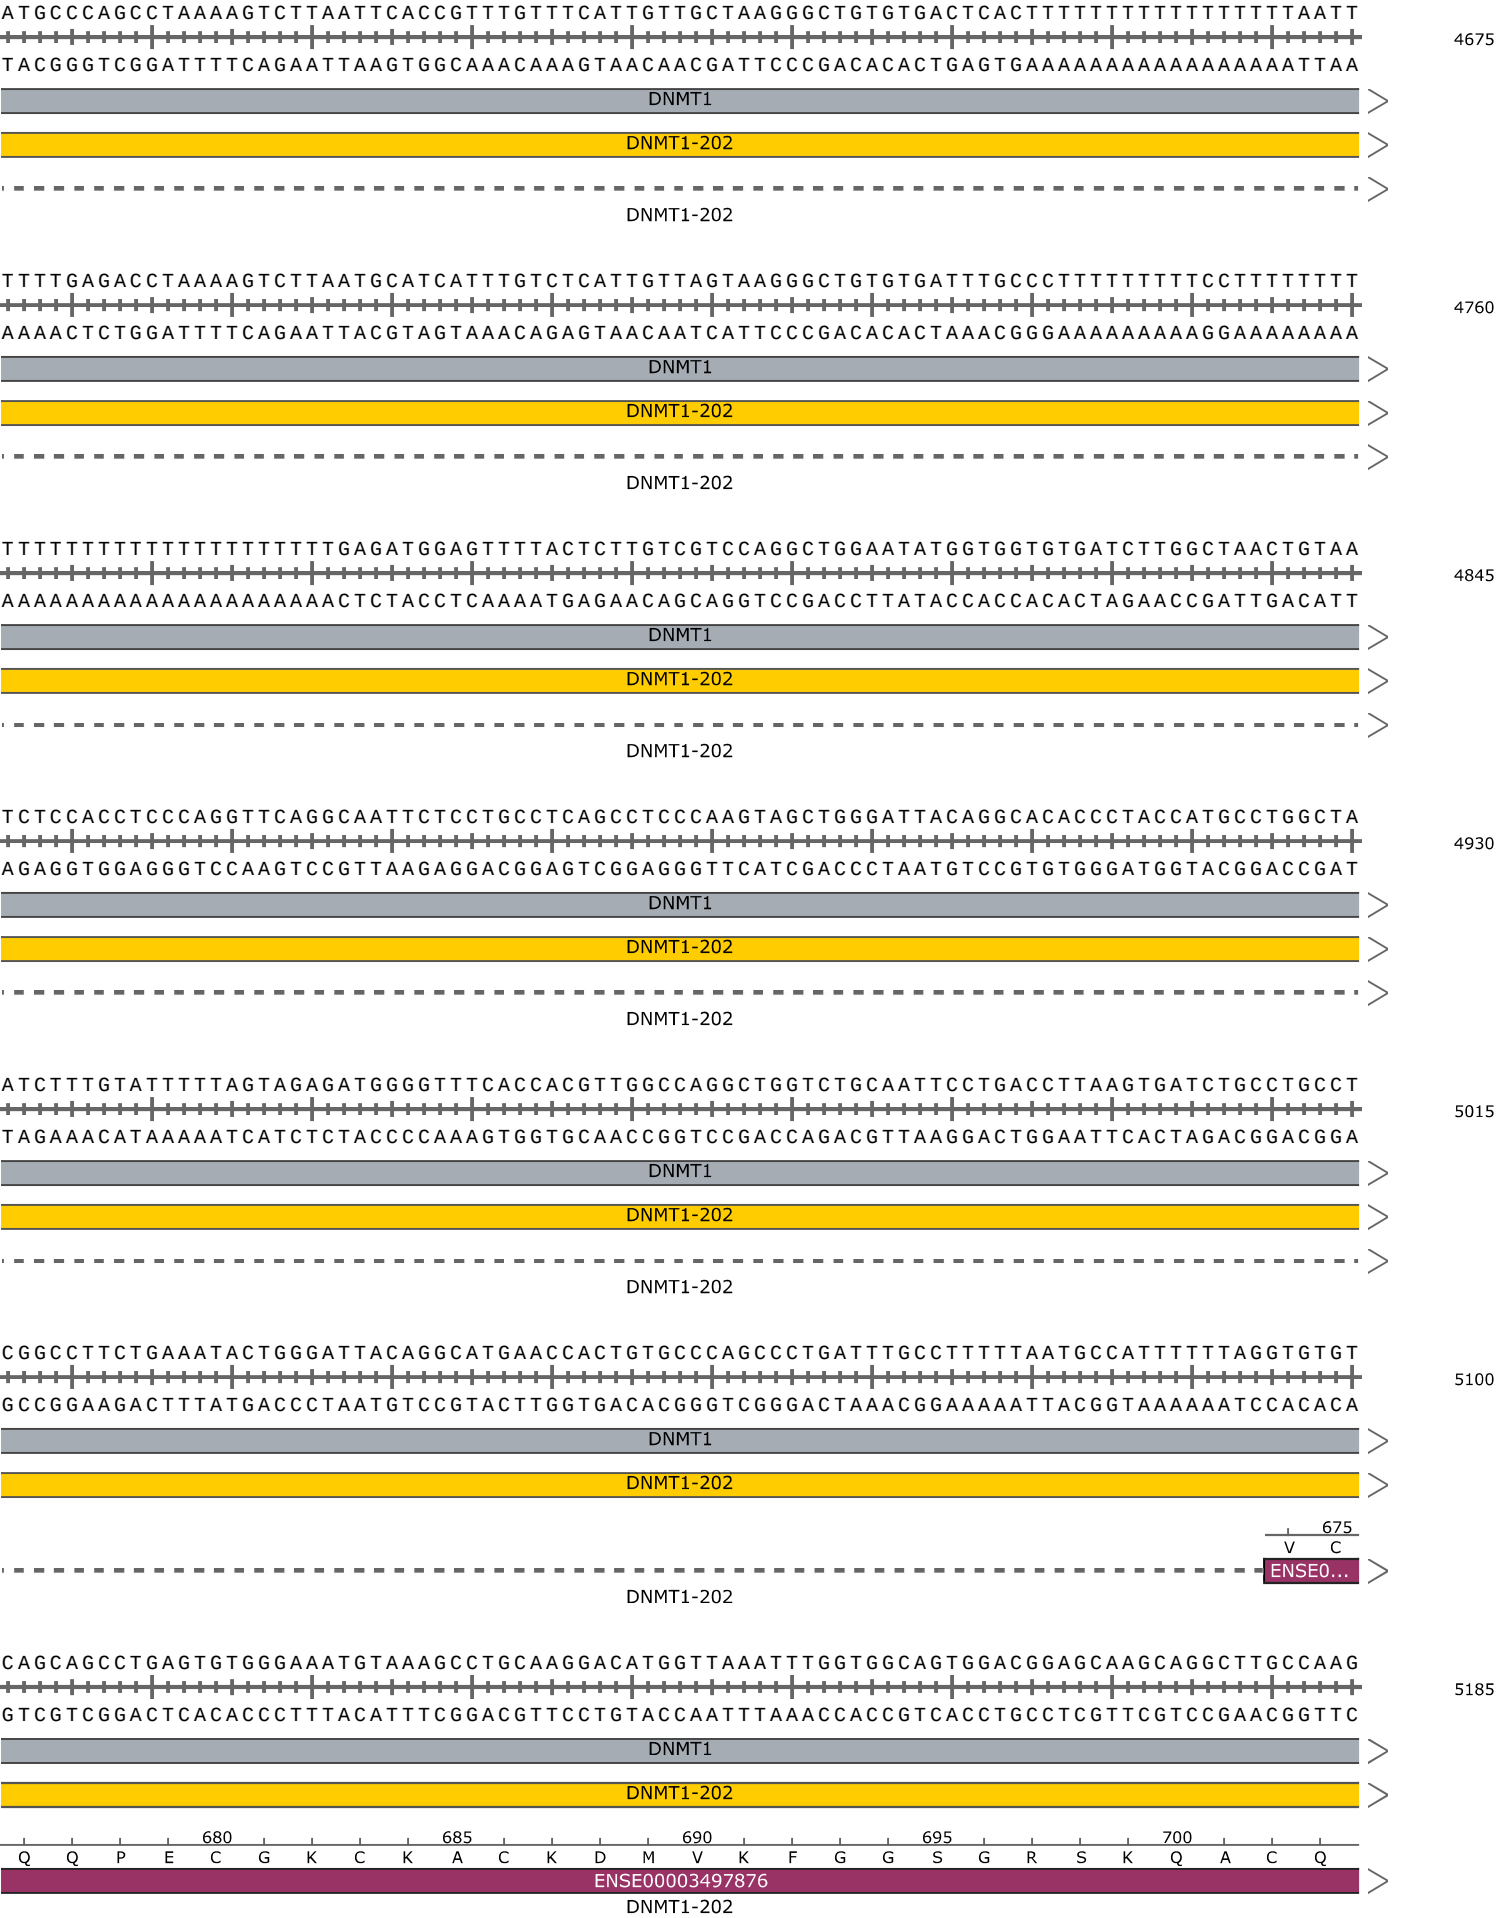 ATGCCCAGCCTAAAAGTCTTAATTCACCGTTTGTTTCATTGTTGCTAAGGGCTGTGTGACTCACTTTTTTTTTTTTTTTTTTAATT
4675
TACGGGTCGGATTTTCAGAATTAAGTGGCAAACAAAGTAACAACGATTCCCGACACACTGAGTGAAAAAAAAAAAAAAAAATTAA
DNMT1
DNMT1-202
DNMT1-202
TTTTGAGACCTAAAAGTCTTAATGCATCATTTGTCTCATTGTTAGTAAGGGCTGTGTGATTTGCCCTTTTTTTTTCCTTTTTTTT
4760
AAAACTCTGGATTTTCAGAATTACGTAGTAAACAGAGTAACAATCATTCCCGACACACTAAACGGGAAAAAAAAAGGAAAAAAAA
DNMT1
DNMT1-202
DNMT1-202
TTTTTTTTTTTTTTTTTTTTTGAGATGGAGTTTTACTCTTGTCGTCCAGGCTGGAATATGGTGGTGTGATCTTGGCTAACTGTAA
4845
AAAAAAAAAAAAAAAAAAAAACTCTACCTCAAAATGAGAACAGCAGGTCCGACCTTATACCACCACACTAGAACCGATTGACATT
DNMT1
DNMT1-202
DNMT1-202
TCTCCACCTCCCAGGTTCAGGCAATTCTCCTGCCTCAGCCTCCCAAGTAGCTGGGATTACAGGCACACCCTACCATGCCTGGCTA
4930
AGAGGTGGAGGGTCCAAGTCCGTTAAGAGGACGGAGTCGGAGGGTTCATCGACCCTAATGTCCGTGTGGGATGGTACGGACCGAT
DNMT1
DNMT1-202
DNMT1-202
ATCTTTGTATTTTTAGTAGAGATGGGGTTTCACCACGTTGGCCAGGCTGGTCTGCAATTCCTGACCTTAAGTGATCTGCCTGCCT
5015
TAGAAACATAAAAATCATCTCTACCCCAAAGTGGTGCAACCGGTCCGACCAGACGTTAAGGACTGGAATTCACTAGACGGACGGA
DNMT1
DNMT1-202
DNMT1-202
CGGCCTTCTGAAATACTGGGATTACAGGCATGAACCACTGTGCCCAGCCCTGATTTGCCTTTTTAATGCCATTTTTTAGGTGTGT
5100
GCCGGAAGACTTTATGACCCTAATGTCCGTACTTGGTGACACGGGTCGGGACTAAACGGAAAAATTACGGTAAAAAATCCACACA
DNMT1
DNMT1-202
675
V C
ENSE0...
DNMT1-202
CAGCAGCCTGAGTGTGGGAAATGTAAAGCCTGCAAGGACATGGTTAAATTTGGTGGCAGTGGACGGAGCAAGCAGGCTTGCCAAG
5185
GTCGTCGGACTCACACCCTTTACATTTCGGACGTTCCTGTACCAATTTAAACCACCGTCACCTGCCTCGTTCGTCCGAACGGTTC
DNMT1
DNMT1-202
680 685 690 695 700
Q Q P E C G K C K A C K D M V K F G G S G R S K Q A C Q
ENSE00003497876
DNMT1-202